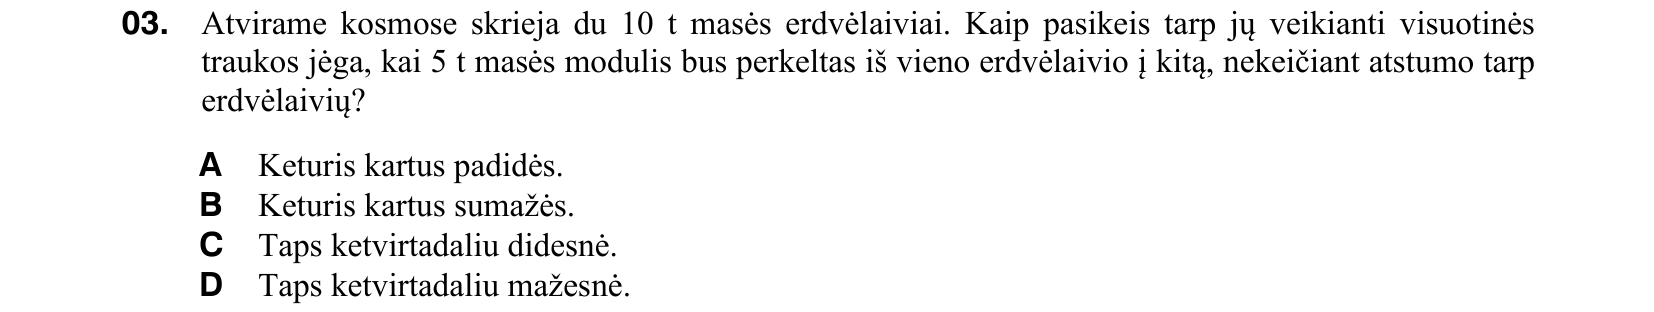 03. Atvirame kosmose skrieja du 10 t masės erdvėlaiviai. Kaip pasikeis tarp jų veikianti visuotinės
traukos jėga, kai 5 t masės modulis bus perkeltas iš vieno erdvėlaivio į kitą, nekeičiant atstumo tarp
erdvėlaivių?
A Keturis kartus padidės.
B Keturis kartus sumažės.
C Taps ketvirtadaliu didesnė.
D Taps ketvirtadaliu mažesnė.